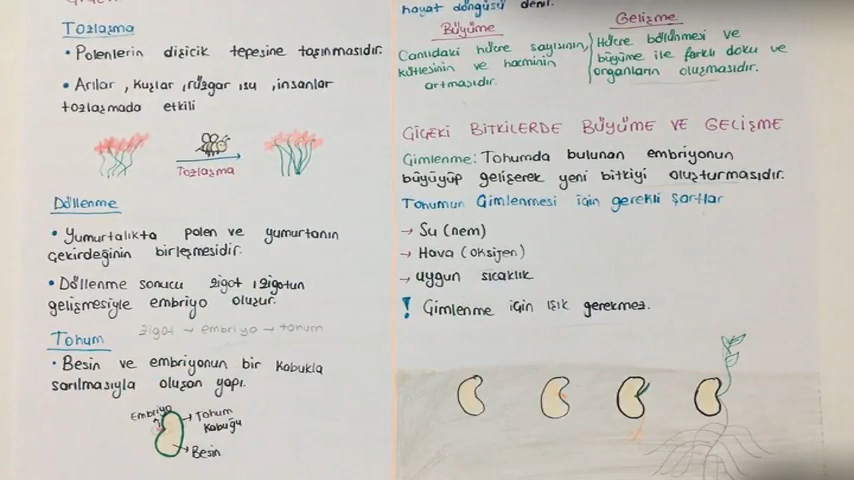 Tozlaşma
• Polenlerin dişicik tepesine taşınmasıdır.
• Arılar, kuşlar, rüzgar, su, insanlar
tozlaşmada etkili
Tozlaşma
Döllenme
• Yumurtalıkta polen ve yumurtanın
çekirdeğinin birleşmesidir.
• Döllenme sonucu zigot, zigotun
gelişmesiyle embriyo oluşur.
zigot → embriyo → tohum
Tohum
• Besin ve embriyonun bir kabukla
sarılmasıyla oluşan yapı.
Embriyo
Tohum
Kabuğu
Besin
hayat döngüsü denir.
Büyüme
Canlıdaki hücre sayısının,
kütlesinin ve hacminin
artmasıdır.
Gelişme
Hücre bölünmesi ve
büyüme ile farklı doku ve
organların oluşmasıdır.
ÇİÇEKİ BİTKİLERDE BÜYÜME VE GELİŞME
Çimlenme: Tohumda bulunan embriyonun
büyüyüp gelişerek yeni bitkiyi oluşturmasıdır.
Tohumun Çimlenmesi için gerekli şartlar
→ Su (nem)
→ Hava (oksijen)
→ uygun sıcaklık
! Çimlenme için ışık gerekmez.